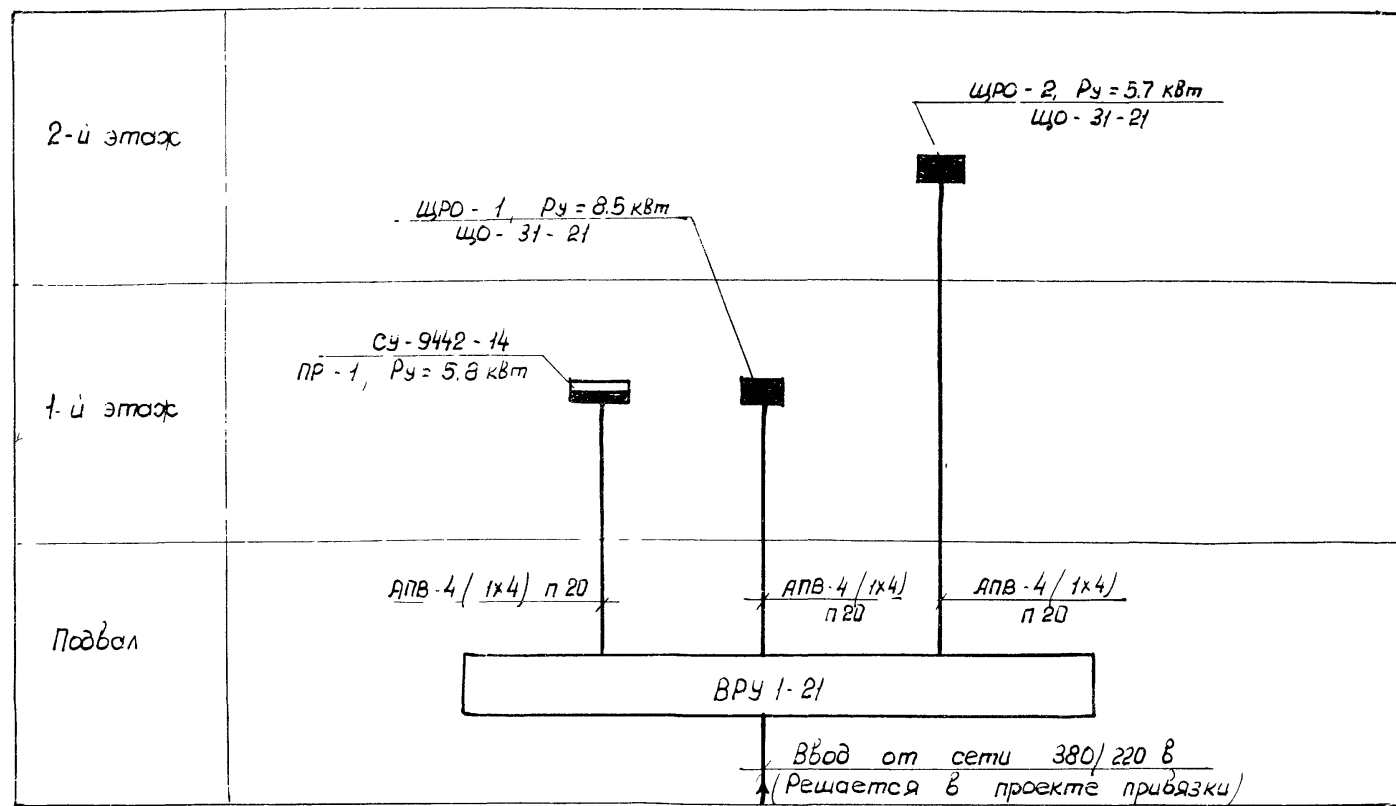 2-й этаж
ЩРО-2, Ру=5.7 квт
ЩО-31-21
ЩРО-1, Ру=8.5 квт
ЩО-31-21
1-й этаж
СУ-9442-14
ПР-1, Ру=5.8 квт
Подвал
АПВ-4(1х4) п 20
АПВ-4(1х4)
п 20
АПВ-4(1х4)
п 20
ВРУ 1-21
Ввод от сети 380/220 в
(Решается в проекте привязки)